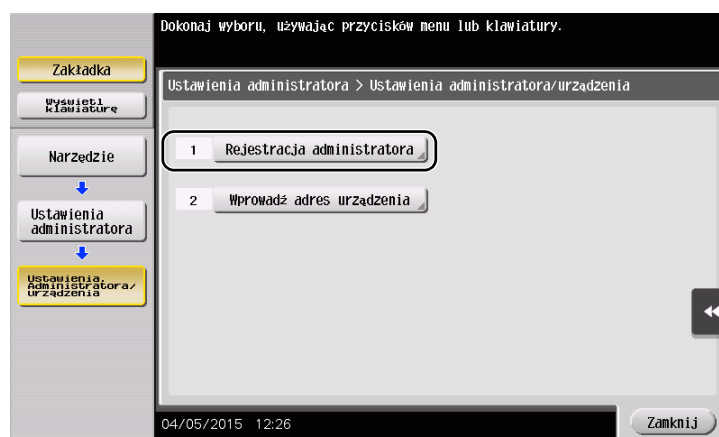 Dokonaj wyboru, używając przycisków menu lub klawiatury.
Zakładka
Wyświetl
klawiaturę
Narzędzie
Ustawienia
administratora
Ustawienia.
Administratora/
urządzenia
Ustawienia administratora > Ustawienia administratora/urządzenia
1 Rejestracja administratora
2 Wprowadź adres urządzenia
04/05/2015 12:26
Zamknij